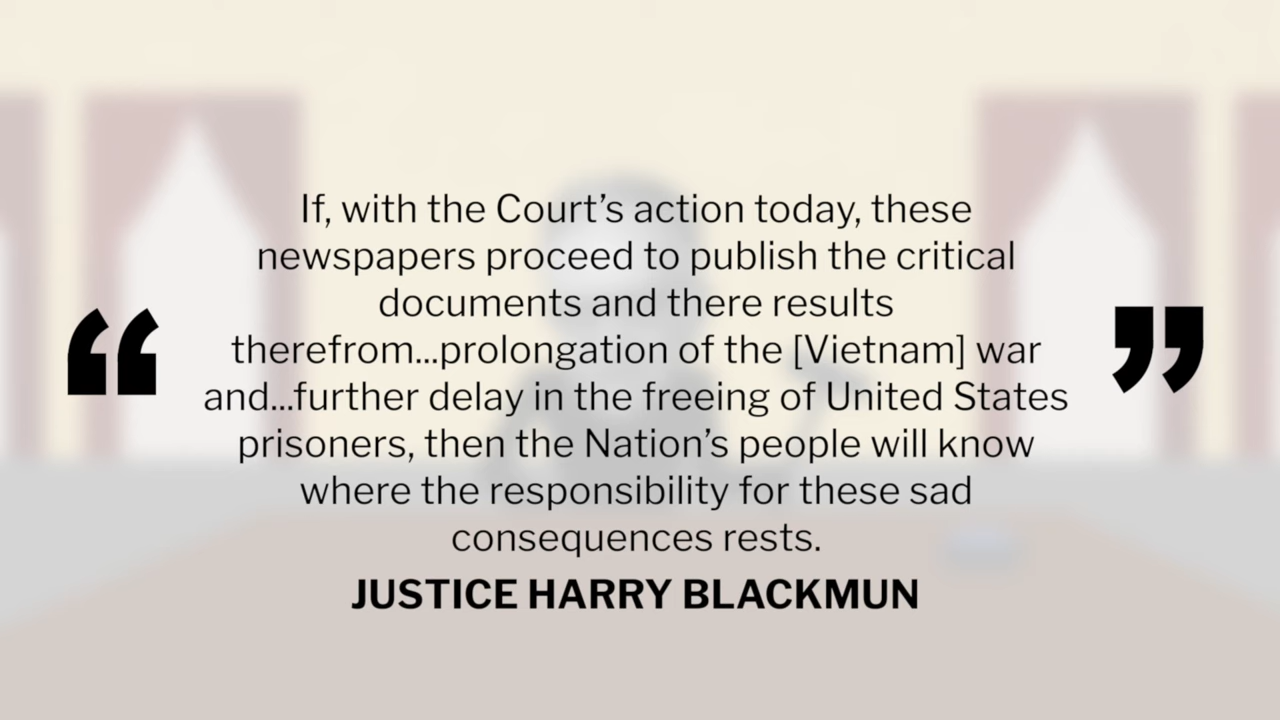 If, with the Court’s action today, these
newspapers proceed to publish the critical
documents and there results
therefrom...prolongation of the [Vietnam] war
“ and...further delay in the freeing of United States ”
prisoners, then the Nation’s people will know
where the responsibility for these sad
consequences rests.
JUSTICE HARRY BLACKMUN